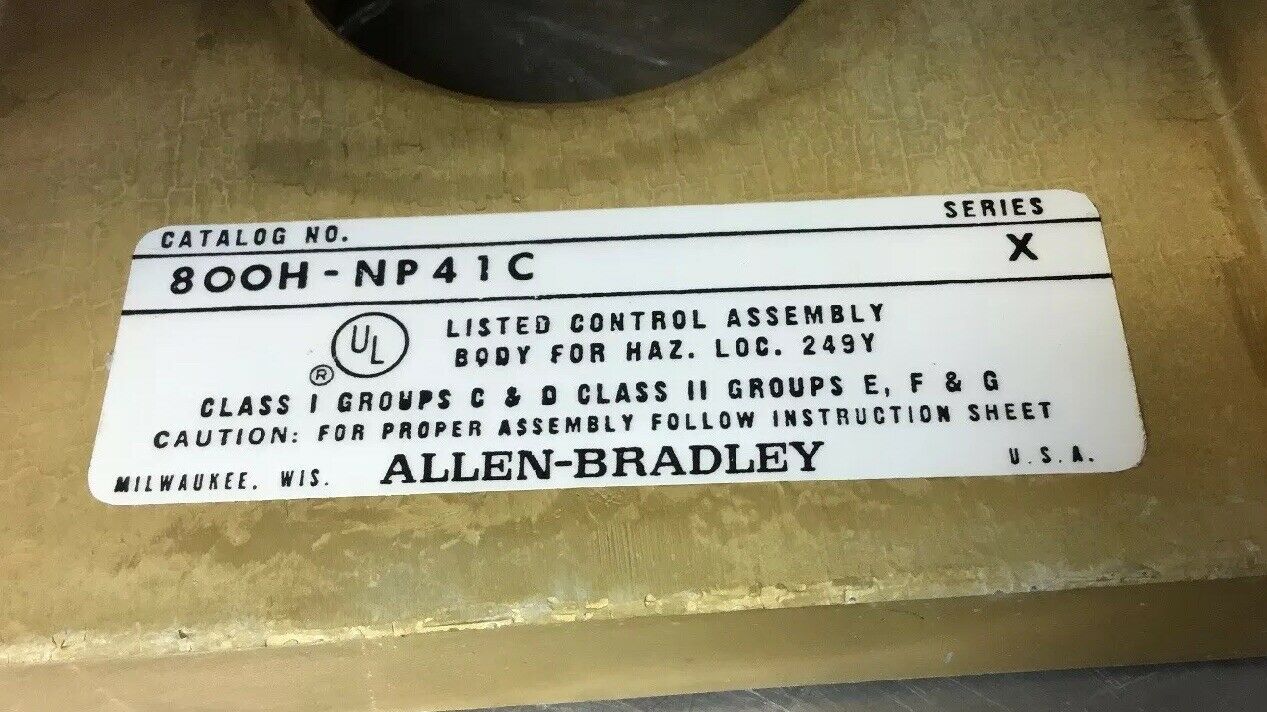 CATALOG NO. SERIES
800H-NP41C X
UL ® LISTED CONTROL ASSEMBLY
BODY FOR HAZ. LOC. 249Y
CLASS I GROUPS C & D CLASS II GROUPS E, F & G
CAUTION: FOR PROPER ASSEMBLY FOLLOW INSTRUCTION SHEET
MILWAUKEE, WIS. ALLEN-BRADLEY U.S.A.